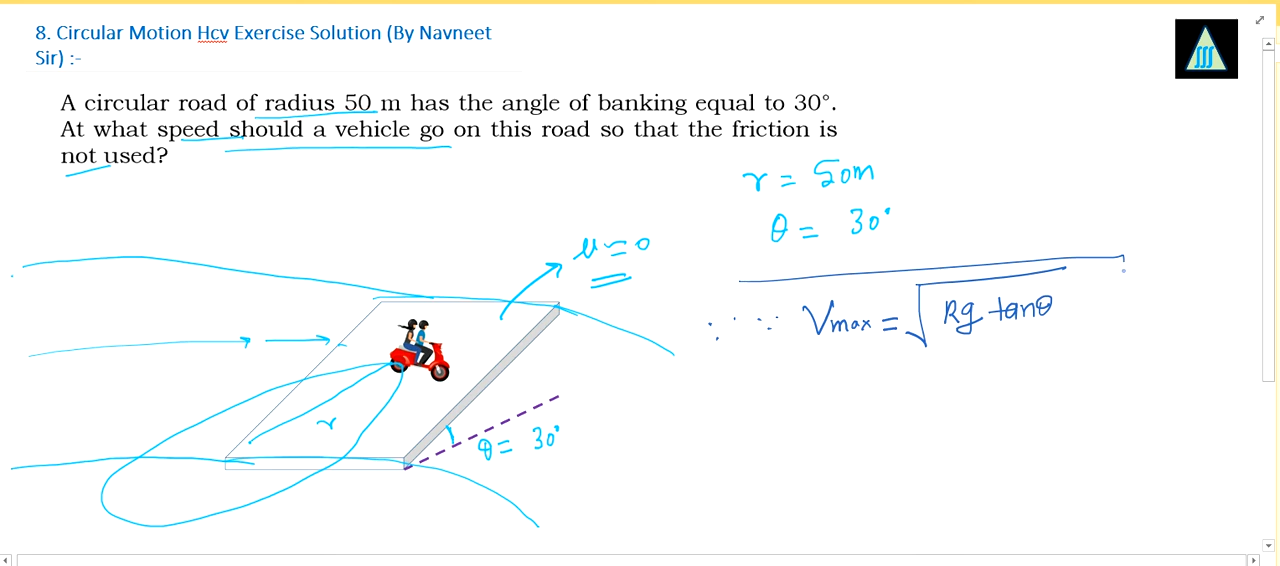 8. Circular Motion Hcv Exercise Solution (By Navneet
Sir) :-
A circular road of radius 50 m has the angle of banking equal to 30°.
At what speed should a vehicle go on this road so that the friction is
not used?
r = 50m
θ = 30°
μ = 0
∴ ∵ Vmax = √Rg tanθ
r
θ = 30°